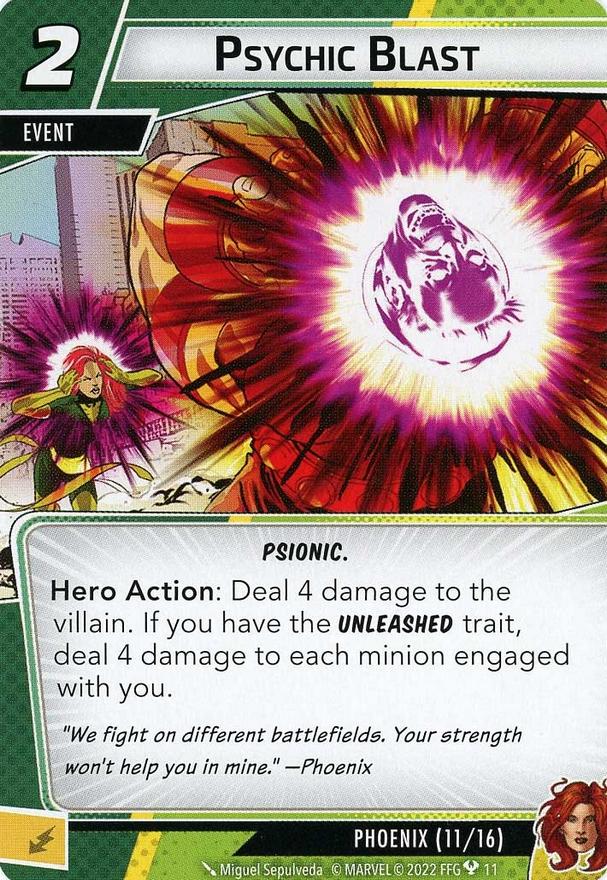 2
PSYCHIC BLAST
EVENT
PSIONIC.
Hero Action: Deal 4 damage to the
villain. If you have the UNLEASHED trait,
deal 4 damage to each minion engaged
with you.
"We fight on different battlefields. Your strength
won't help you in mine." —Phoenix
PHOENIX (11/16)
Miguel Sepulveda © MARVEL © 2022 FFG 11